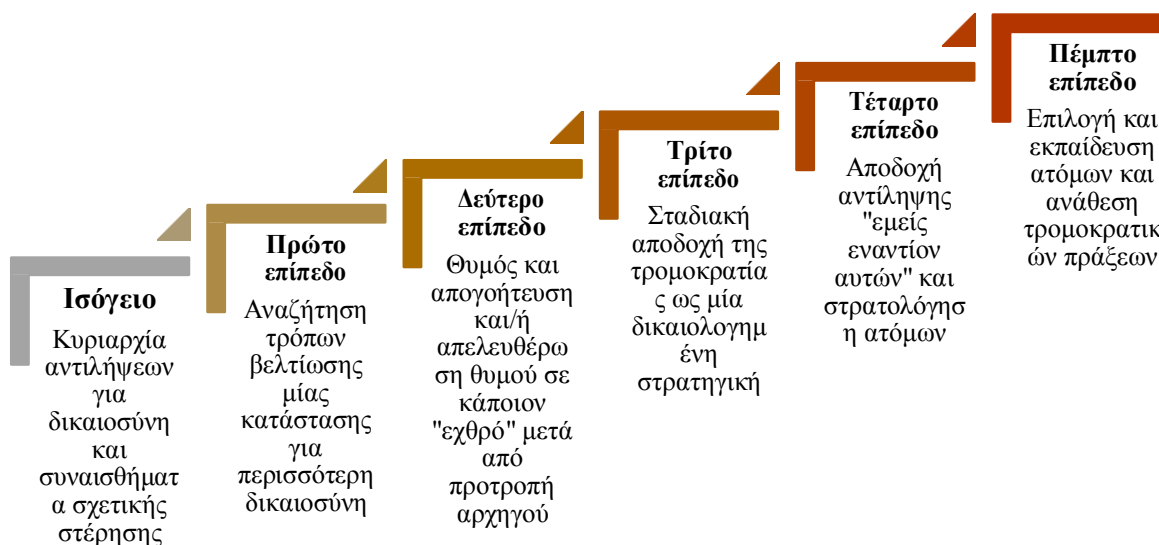 Ισόγειο
Κυριαρχία
αντιλήψεων
για
δικαιοσύνη
και
συναισθήματ
α σχετικής
στέρησης
Πρώτο
επίπεδο
Αναζήτηση
τρόπων
βελτίωσης
μίας
κατάστασης
για
περισσότερη
δικαιοσύνη
Δεύτερο
επίπεδο
Θυμός και
απογοήτευση
και/ή
απελευθέρω
ση θυμού σε
κάποιον
"εχθρό" μετά
από
προτροπή
αρχηγού
Τρίτο
επίπεδο
Σταδιακή
αποδοχή της
τρομοκρατία
ς ως μία
δικαιολογημ
ένη
στρατηγική
Τέταρτο
επίπεδο
Αποδοχή
αντίληψης
"εμείς
εναντίον
αυτών" και
στρατολόγησ
η ατόμων
Πέμπτο
επίπεδο
Επιλογή και
εκπαίδευση
ατόμων και
ανάθεση
τρομοκρατικ
ών πράξεων